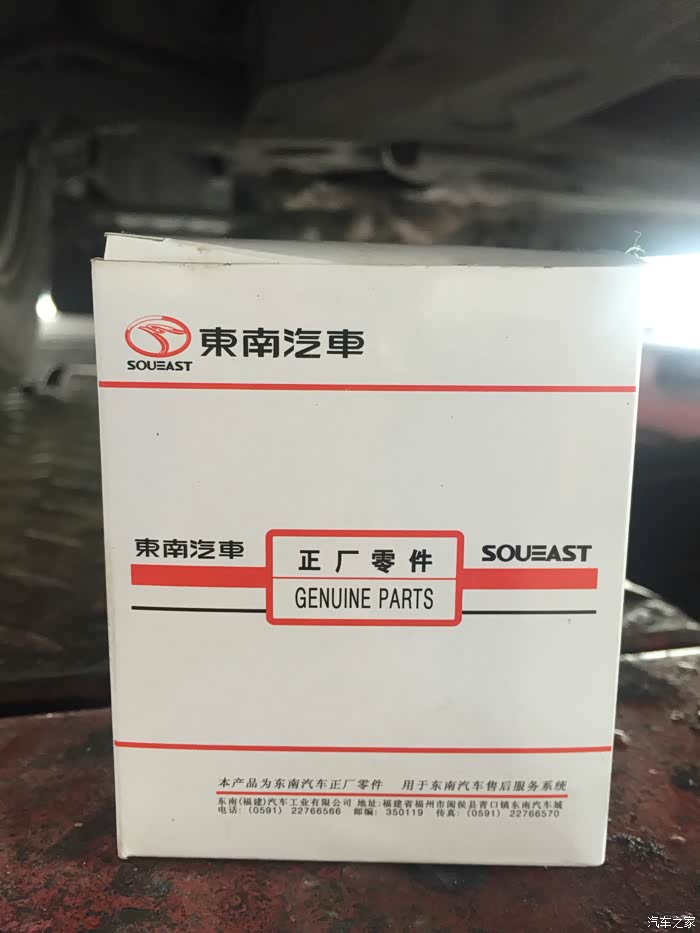 東南汽車
SOUEAST
東南汽車
正厂零件
SOUEAST
GENUINE PARTS
本产品为东南汽车正厂零件 用于东南汽车售后服务系统
东南(福建)汽车工业有限公司 地址:福建省福州市闽侯县青口镇东南汽车城
电话: (0591) 22766566 邮编: 350119 传真: (0591) 22766570
汽车之家